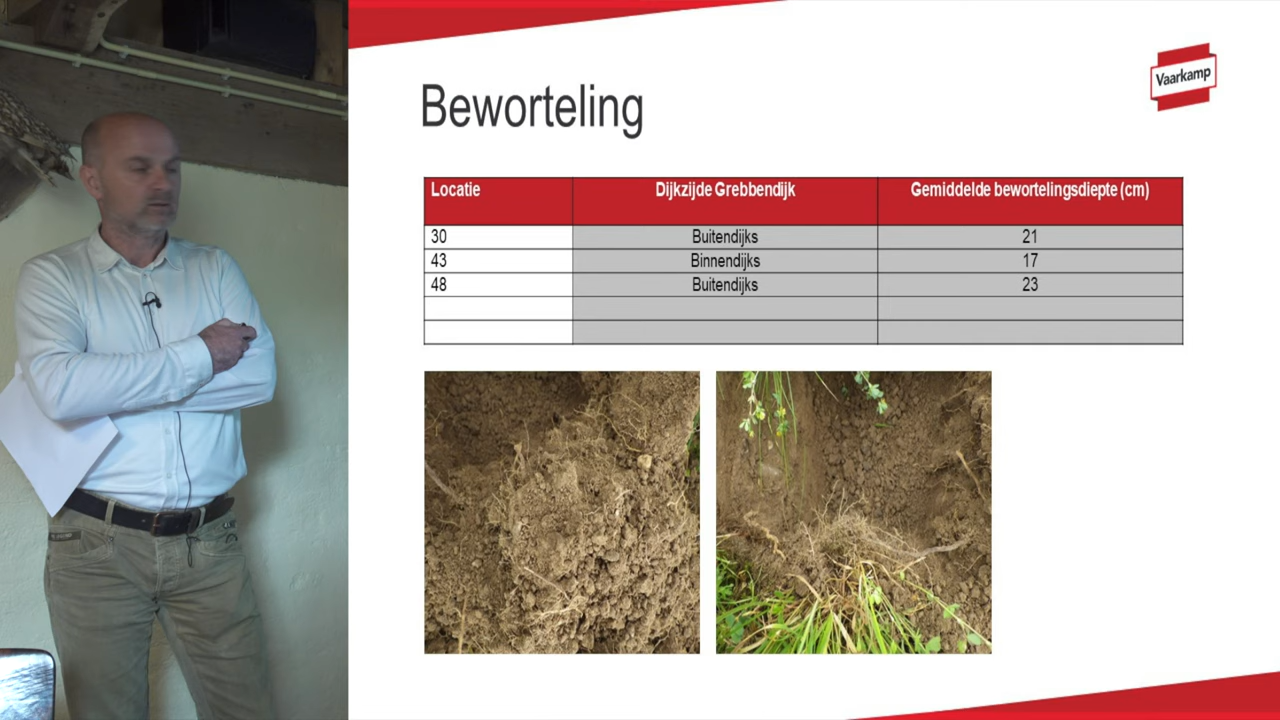 Vaarkamp
Beworteling
Locatie Dijkzijde Grebbendijk Gemiddelde bewortelingsdiepte (cm)
30 Buitendijks 21
43 Binnendijks 17
48 Buitendijks 23